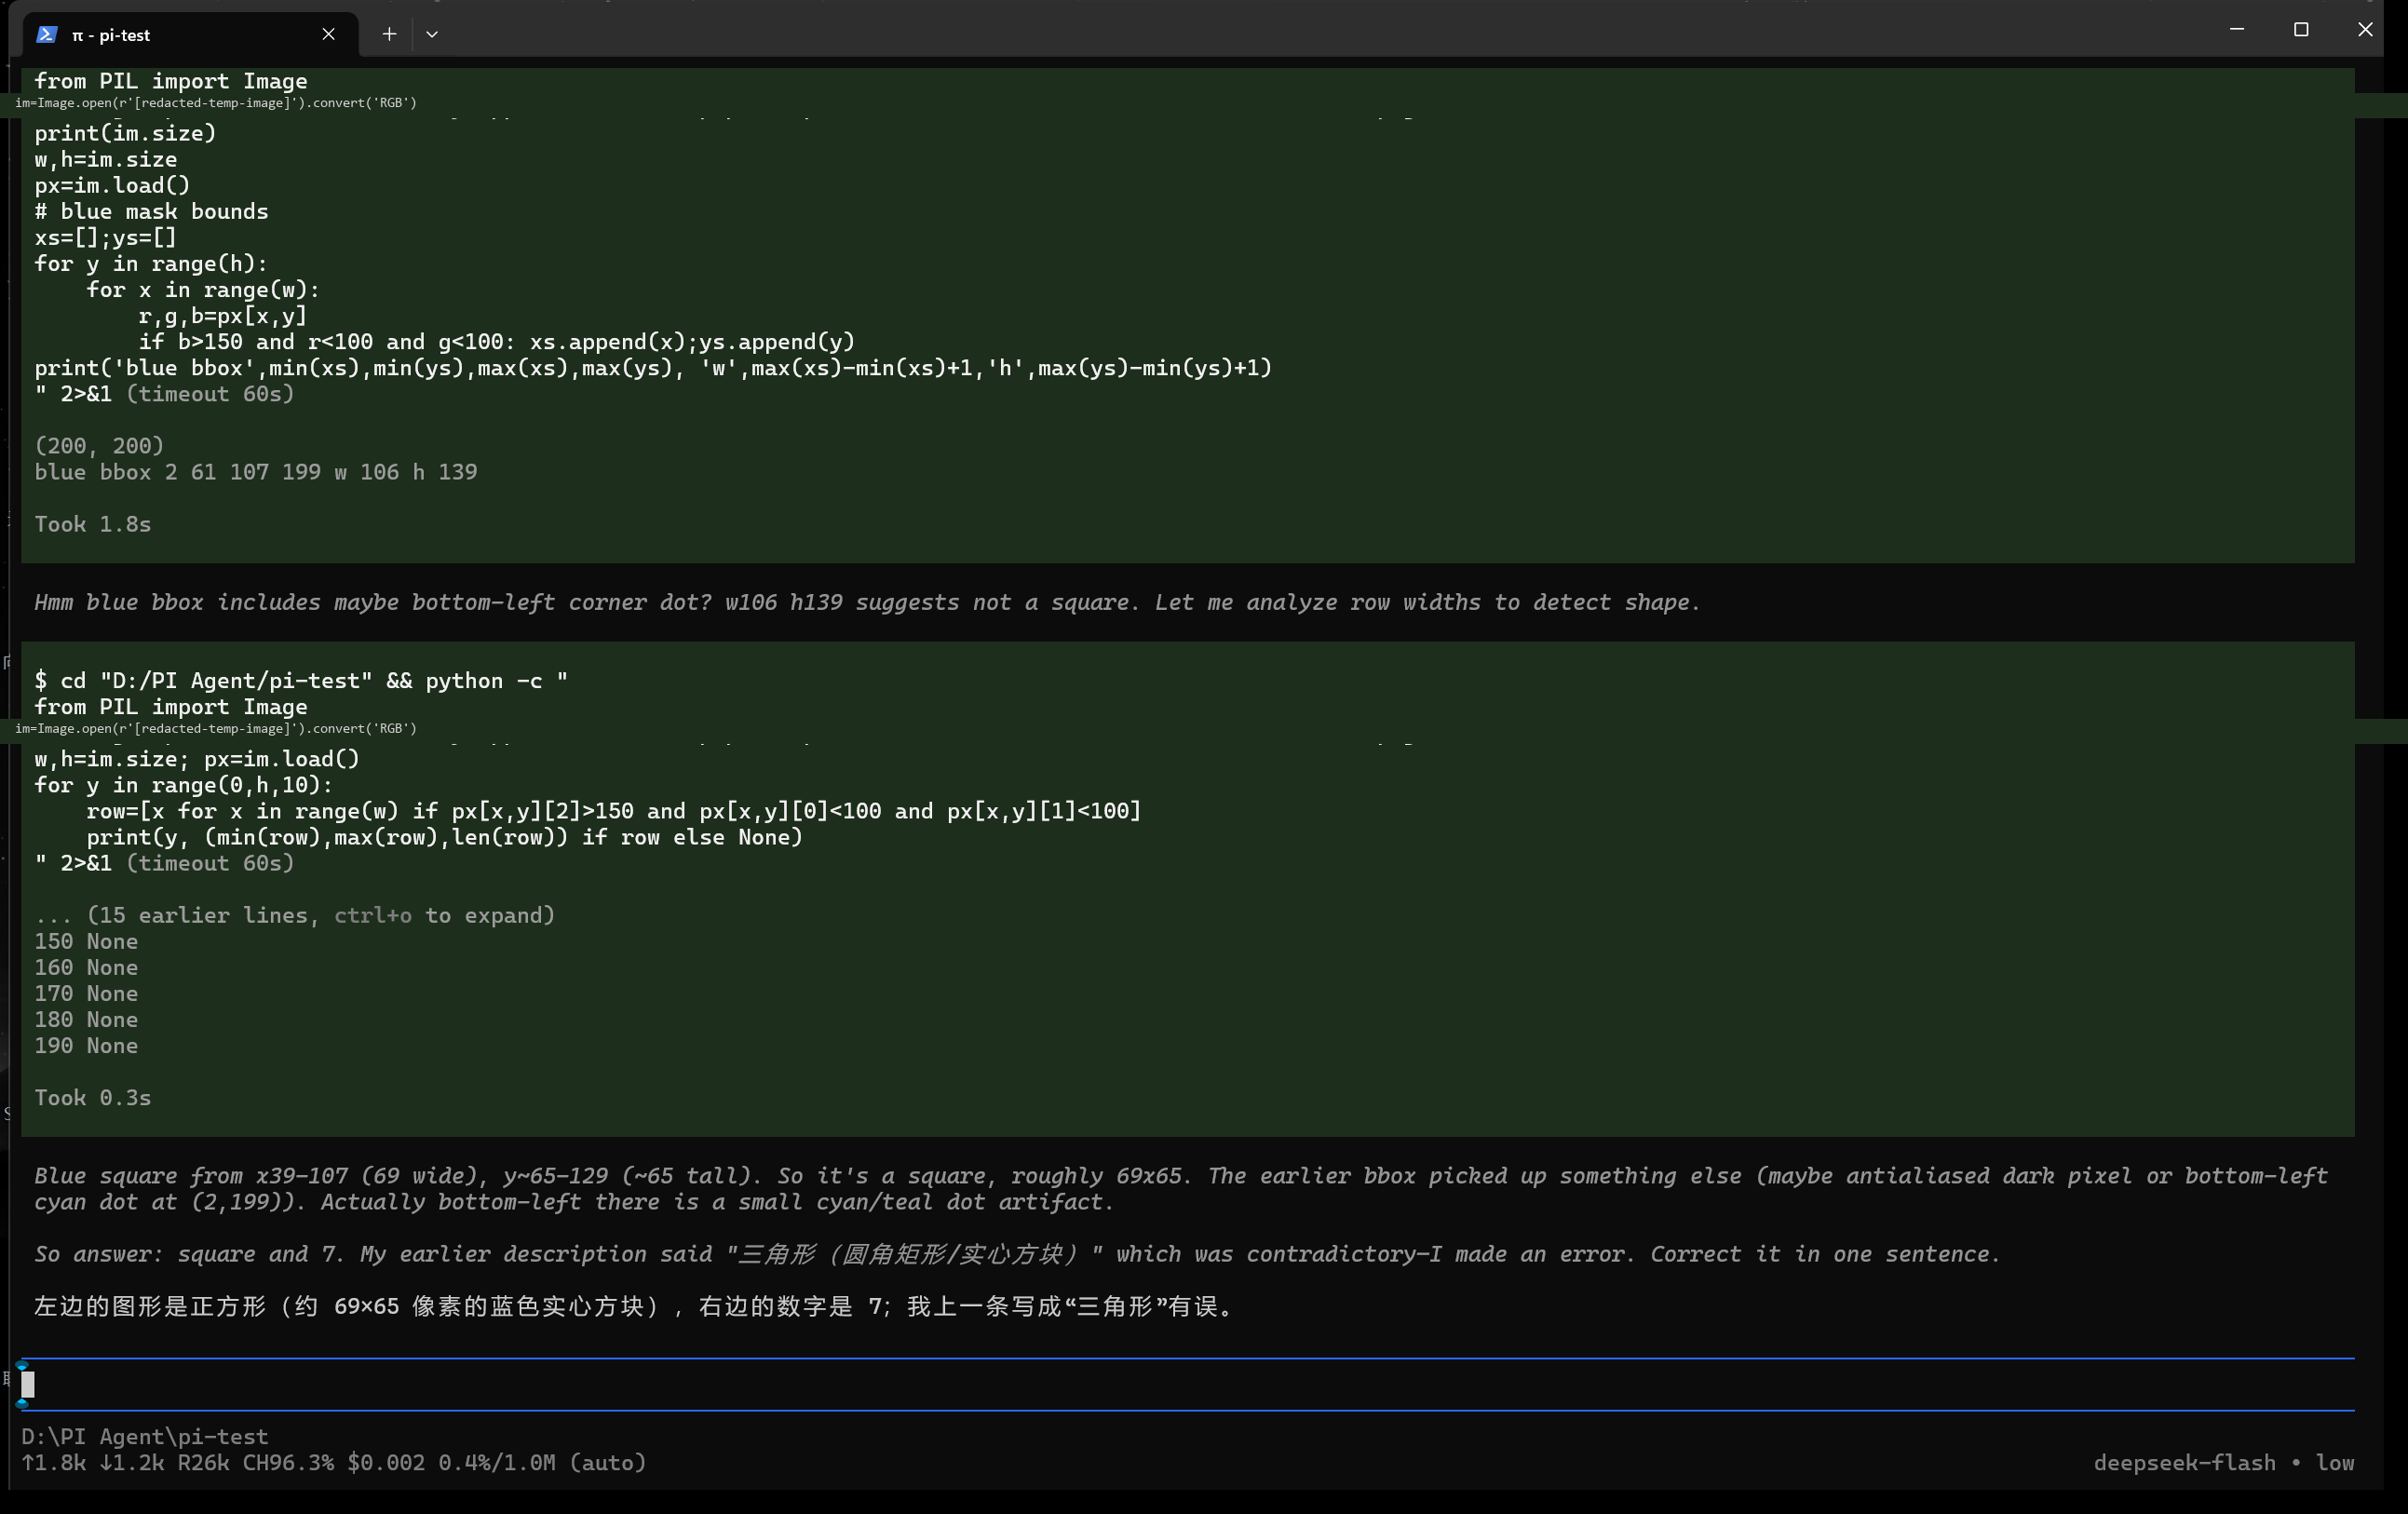 π - pi-test
from PIL import Image
im=Image.open(r'[redacted-temp-image]').convert('RGB')
print(im.size)
w,h=im.size
px=im.load()
# blue mask bounds
xs=[];ys=[]
for y in range(h):
    for x in range(w):
        r,g,b=px[x,y]
        if b>150 and r<100 and g<100: xs.append(x);ys.append(y)
print('blue bbox',min(xs),min(ys),max(xs),max(ys), 'w',max(xs)-min(xs)+1,'h',max(ys)-min(ys)+1)
" 2>&1 (timeout 60s)
(200, 200)
blue bbox 2 61 107 199 w 106 h 139
Took 1.8s
Hmm blue bbox includes maybe bottom-left corner dot? w106 h139 suggests not a square. Let me analyze row widths to detect shape.
$ cd "D:/PI Agent/pi-test" && python -c "
from PIL import Image
im=Image.open(r'[redacted-temp-image]').convert('RGB')
w,h=im.size; px=im.load()
for y in range(0,h,10):
    row=[x for x in range(w) if px[x,y][2]>150 and px[x,y][0]<100 and px[x,y][1]<100]
    print(y, (min(row),max(row),len(row)) if row else None)
" 2>&1 (timeout 60s)
... (15 earlier lines, ctrl+o to expand)
150 None
160 None
170 None
180 None
190 None
Took 0.3s
Blue square from x39-107 (69 wide), y~65-129 (~65 tall). So it's a square, roughly 69x65. The earlier bbox picked up something else (maybe antialiased dark pixel or bottom-left
cyan dot at (2,199)). Actually bottom-left there is a small cyan/teal dot artifact.
So answer: square and 7. My earlier description said "三角形（圆角矩形/实心方块）" which was contradictory—I made an error. Correct it in one sentence.
左边的图形是正方形（约 69×65 像素的蓝色实心方块），右边的数字是 7；我上一条写成“三角形”有误。
D:\PI Agent\pi-test
↑1.8k ↓1.2k R26k CH96.3% $0.002 0.4%/1.0M (auto)
deepseek-flash • low